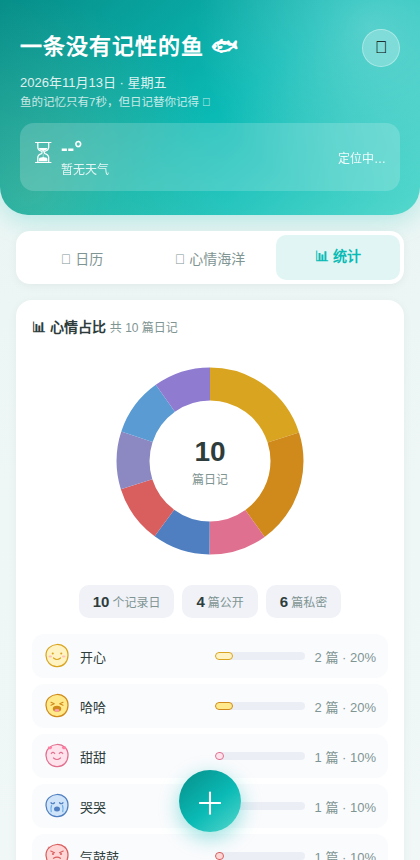 一条没有记性的鱼
2026年11月13日 · 星期五
鱼的记忆只有7秒，但日记替你记得
--°
暂无天气
定位中…
日历
心情海洋
统计
心情占比 共 10 篇日记
10
篇日记
10 个记录日
4 篇公开
6 篇私密
开心 2 篇 · 20%
哈哈 2 篇 · 20%
甜甜 1 篇 · 10%
哭哭 1 篇 · 10%
气鼓鼓 1 篇 · 10%